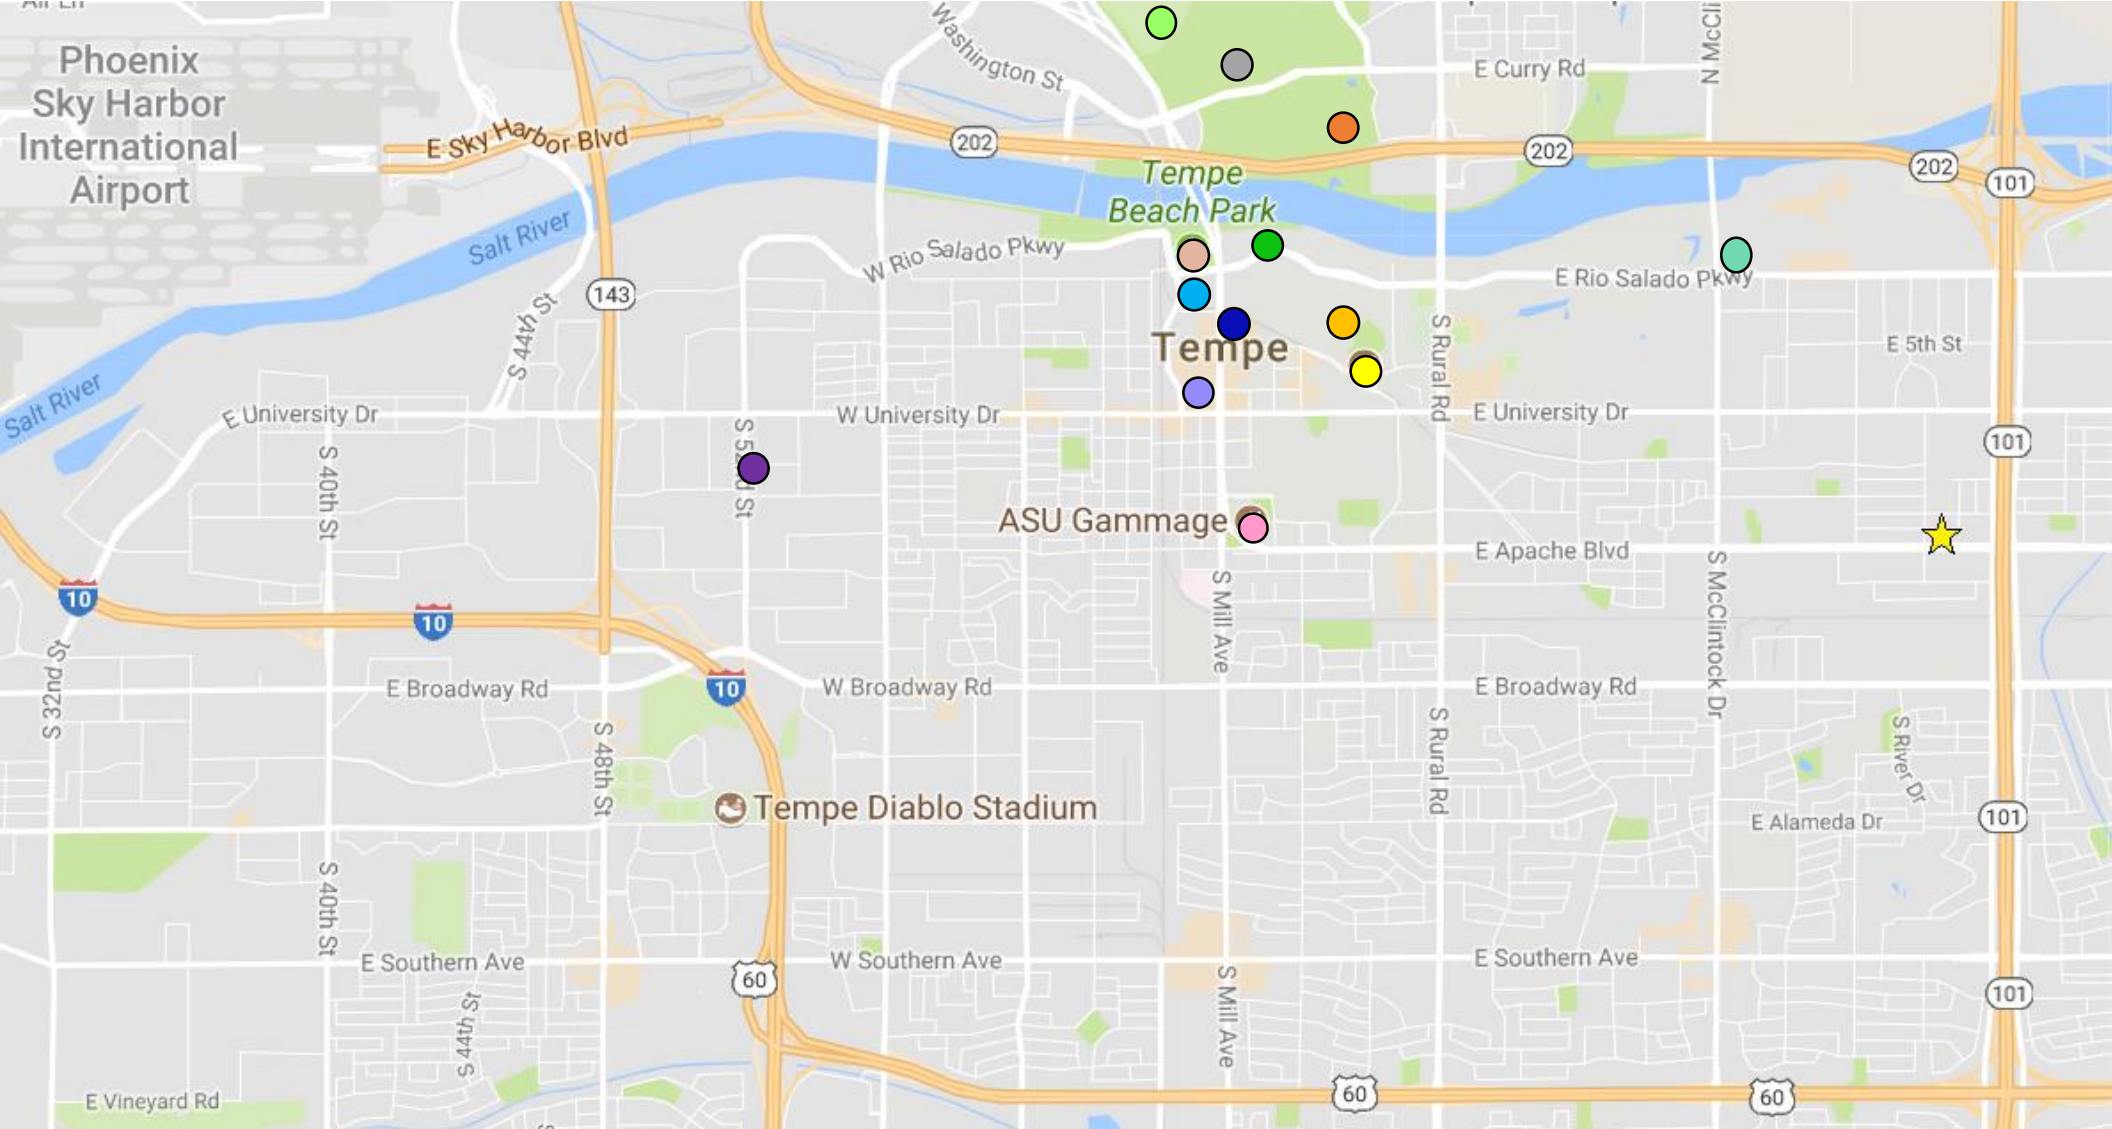 Washington St
N McCli
Phoenix
Sky Harbor
International
Airport
E Curry Rd
E Sky Harbor Blvd
202
202
202
101
Tempe
Beach Park
Salt River
W Rio Salado Pkwy
E Rio Salado Pkwy
143
S 44th St
S Rural Rd
E 5th St
Tempe
Salt River
E University Dr
W University Dr
E University Dr
101
S 40th St
S 52nd St
ASU Gammage
E Apache Blvd
10
10
S Mill Ave
S McClintock Dr
S 32nd St
E Broadway Rd
10
W Broadway Rd
E Broadway Rd
S 48th St
S Rural Rd
S River Dr
Tempe Diablo Stadium
E Alameda Dr
101
S 40th St
E Southern Ave
W Southern Ave
E Southern Ave
60
S Mill Ave
101
S 44th St
E Vineyard Rd
60
60